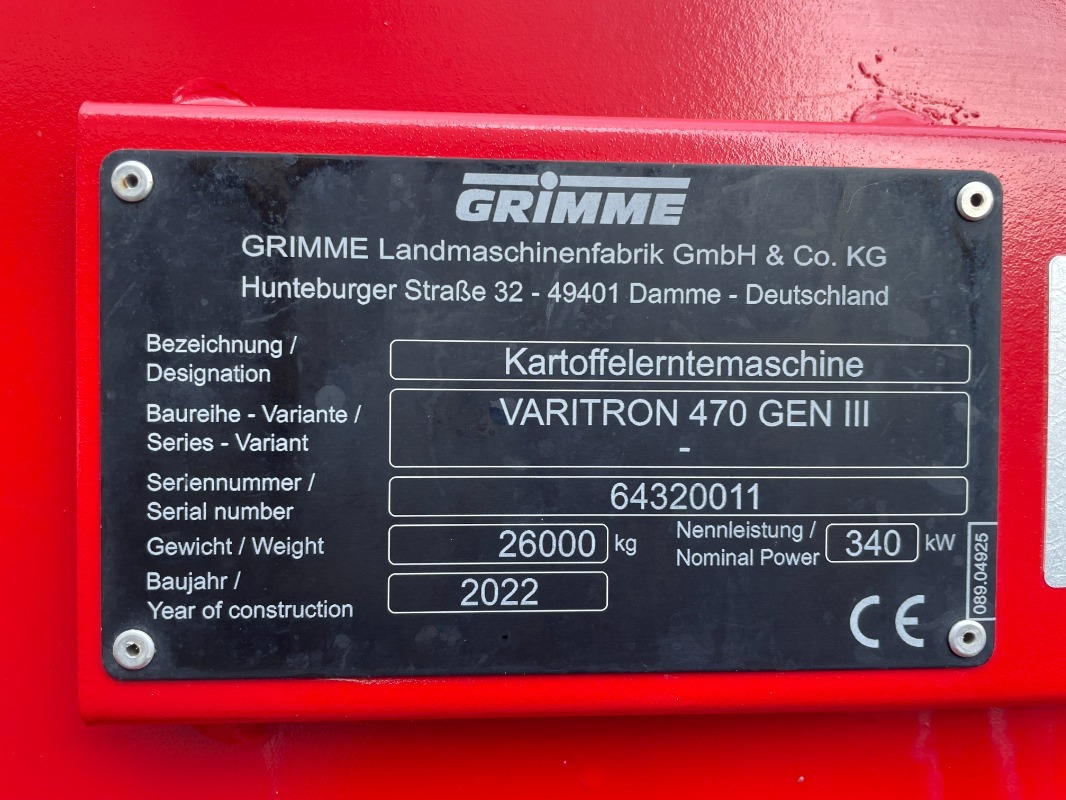 GRIMME
GRIMME Landmaschinenfabrik GmbH & Co. KG
Hunteburger Straße 32 - 49401 Damme - Deutschland
Bezeichnung /
Designation
Kartoffelerntemaschine
Baureihe - Variante /
Series - Variant
VARITRON 470 GEN III
-
Seriennummer /
Serial number
64320011
Gewicht / Weight
26000 kg
Nennleistung /
Nominal Power
340 kW
Baujahr /
Year of construction
2022
CE
089.04925